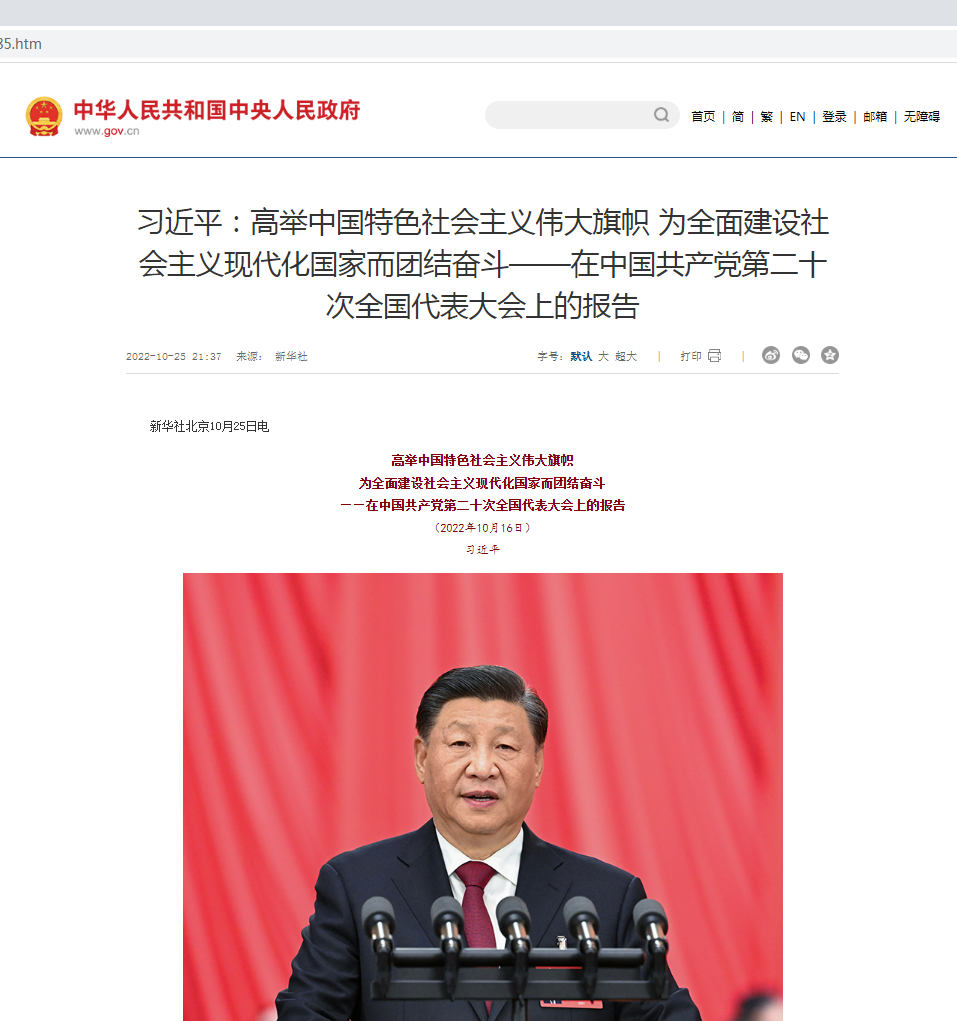 35.htm
中华人民共和国中央人民政府
www.gov.cn
首页 | 简 | 繁 | EN | 登录 | 邮箱 | 无障碍
习近平：高举中国特色社会主义伟大旗帜 为全面建设社
会主义现代化国家而团结奋斗——在中国共产党第二十
次全国代表大会上的报告
2022-10-25 21:37 来源： 新华社
字号：默认 大 超大 | 打印 |
新华社北京10月25日电
高举中国特色社会主义伟大旗帜
为全面建设社会主义现代化国家而团结奋斗
——在中国共产党第二十次全国代表大会上的报告
（2022年10月16日）
习近平